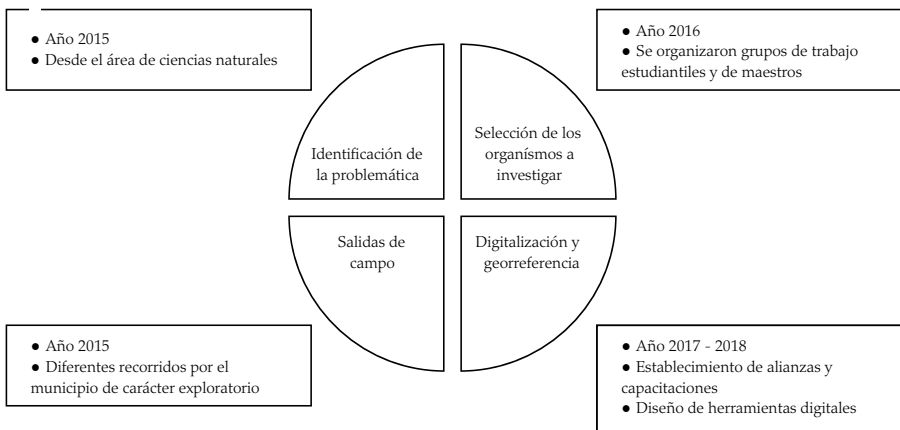 ● Año 2015
● Desde el área de ciencias naturales
● Año 2016
● Se organizaron grupos de trabajo
estudiantiles y de maestros
Identificación de
la problemática
Selección de los
organísmos a
investigar
Salidas de
campo
Digitalización y
georreferencia
● Año 2015
● Diferentes recorridos por el
municipio de carácter exploratorio
● Año 2017 - 2018
● Establecimiento de alianzas y
capacitaciones
● Diseño de herramientas digitales